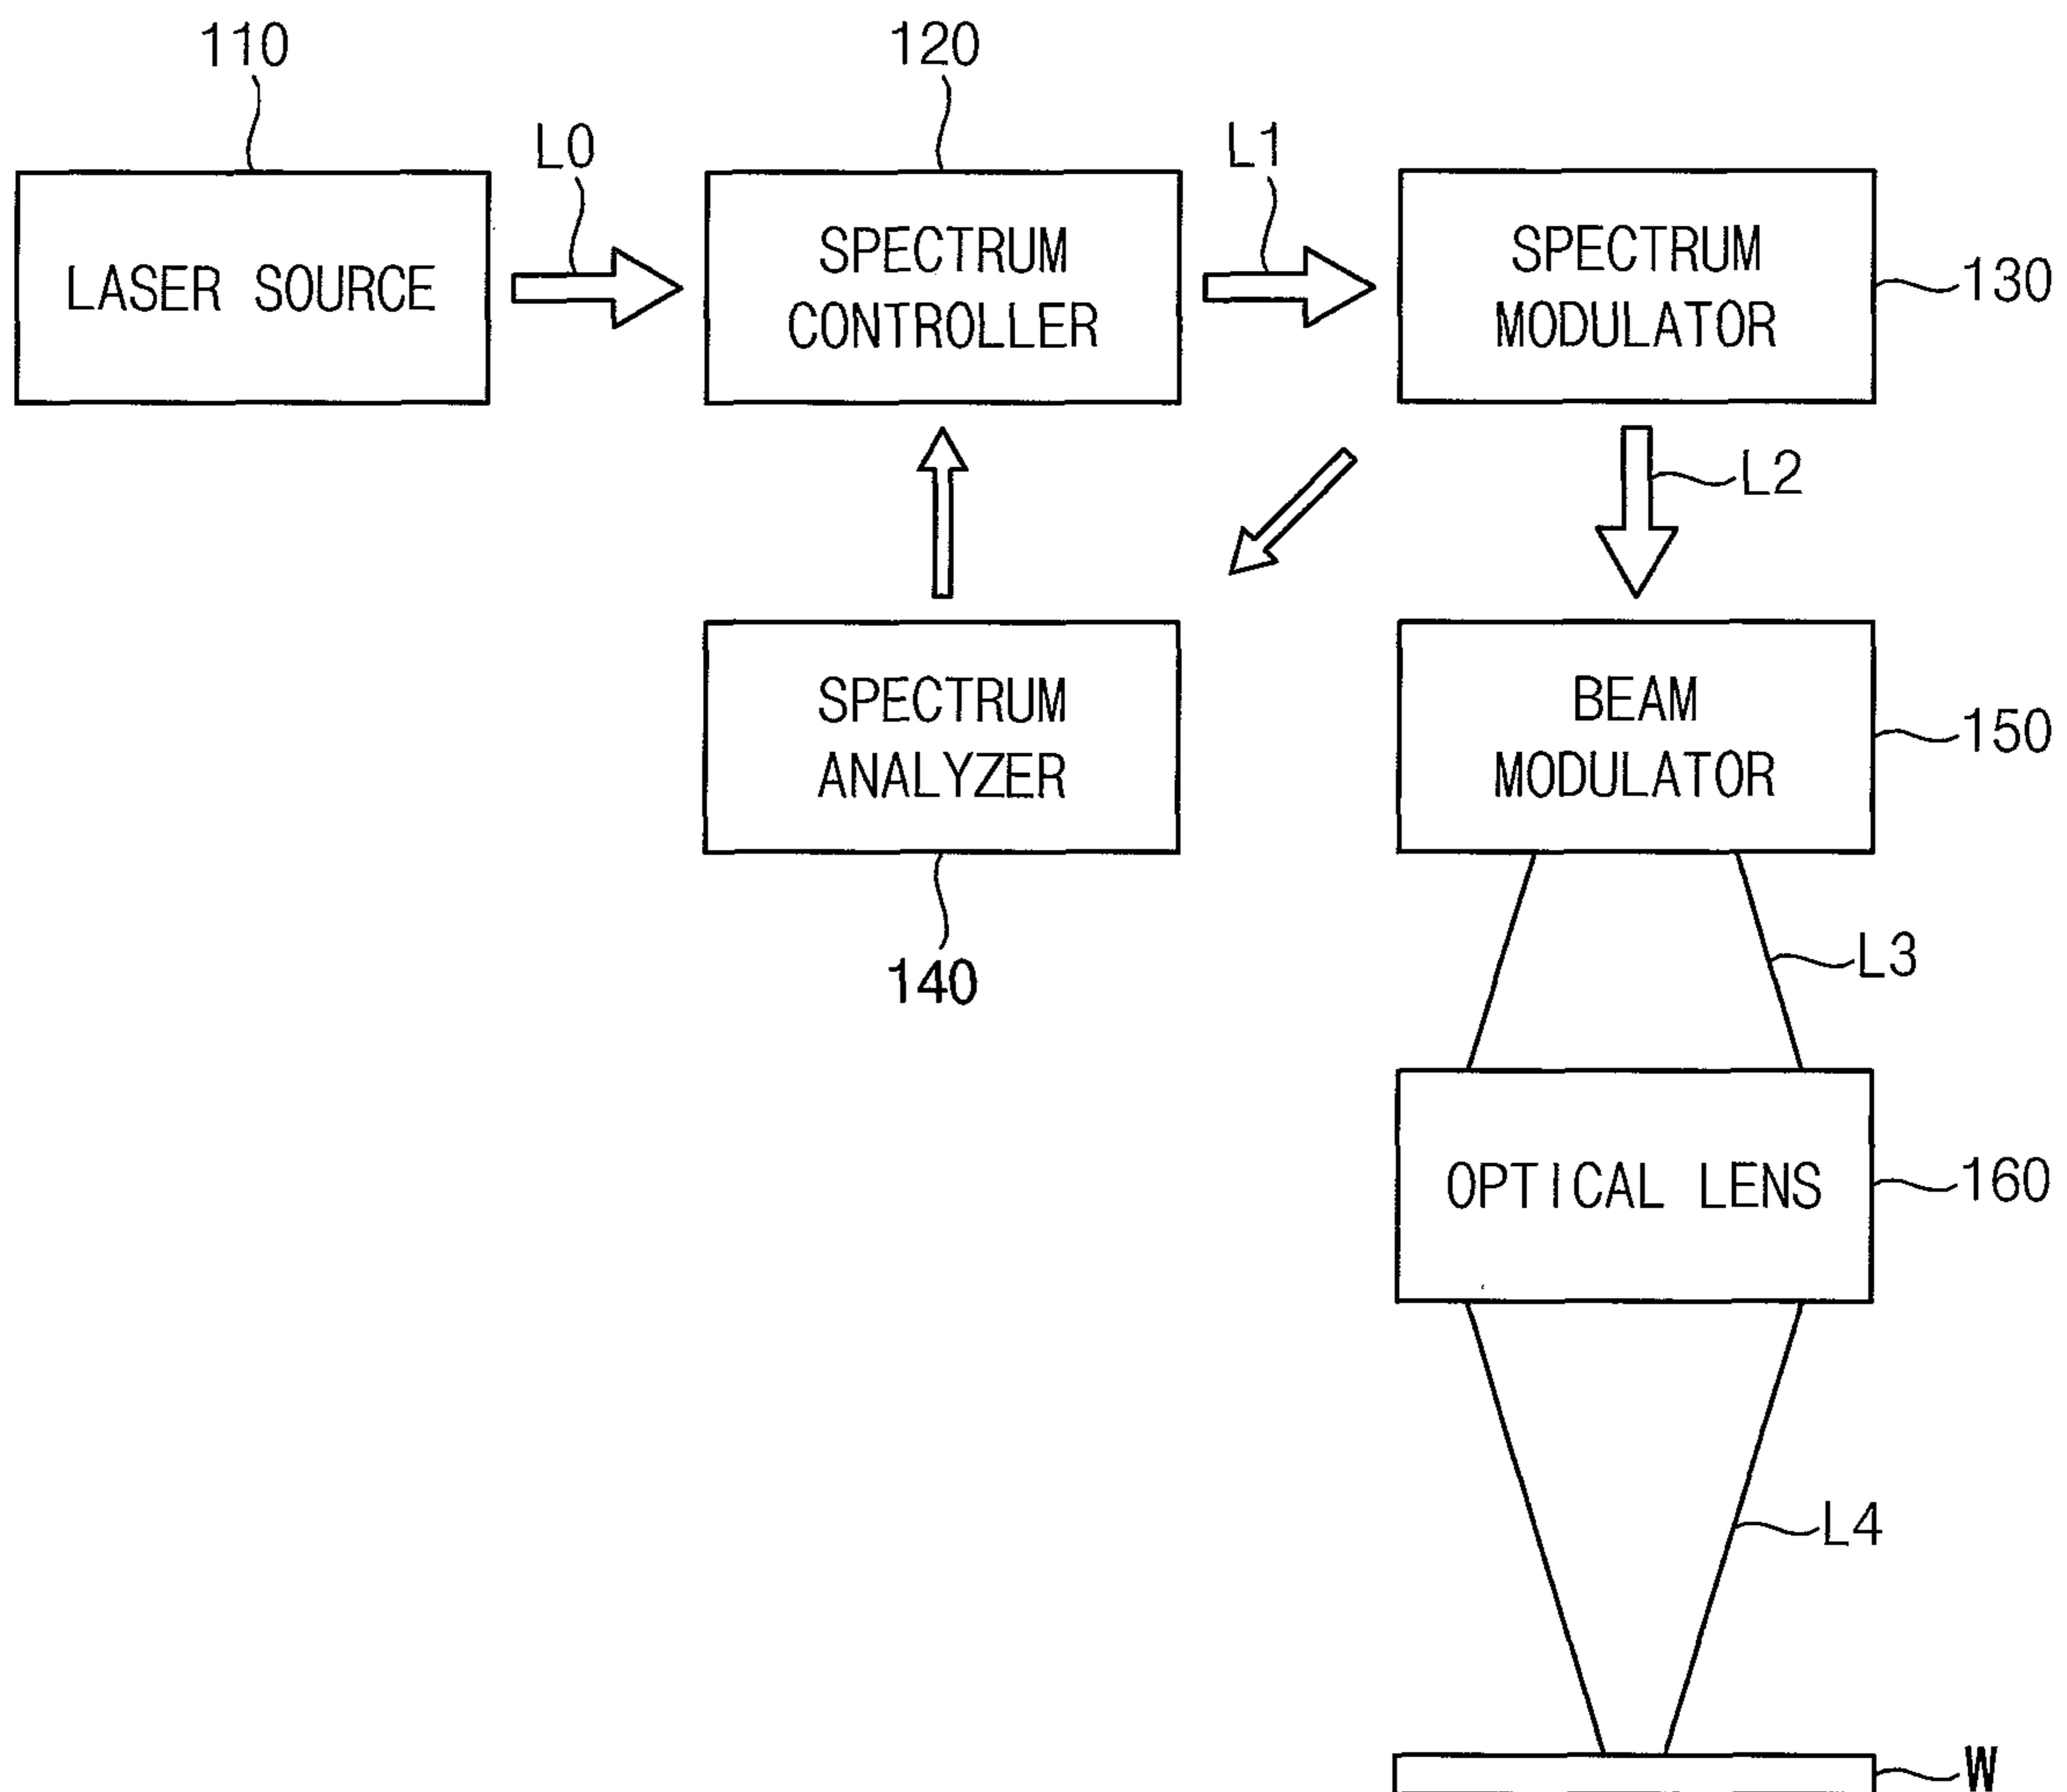 110
120
L0
L1
LASER SOURCE
SPECTRUM
CONTROLLER
SPECTRUM
MODULATOR
130
L2
SPECTRUM
ANALYZER
140
BEAM
MODULATOR
150
L3
OPTICAL LENS
160
L4
W